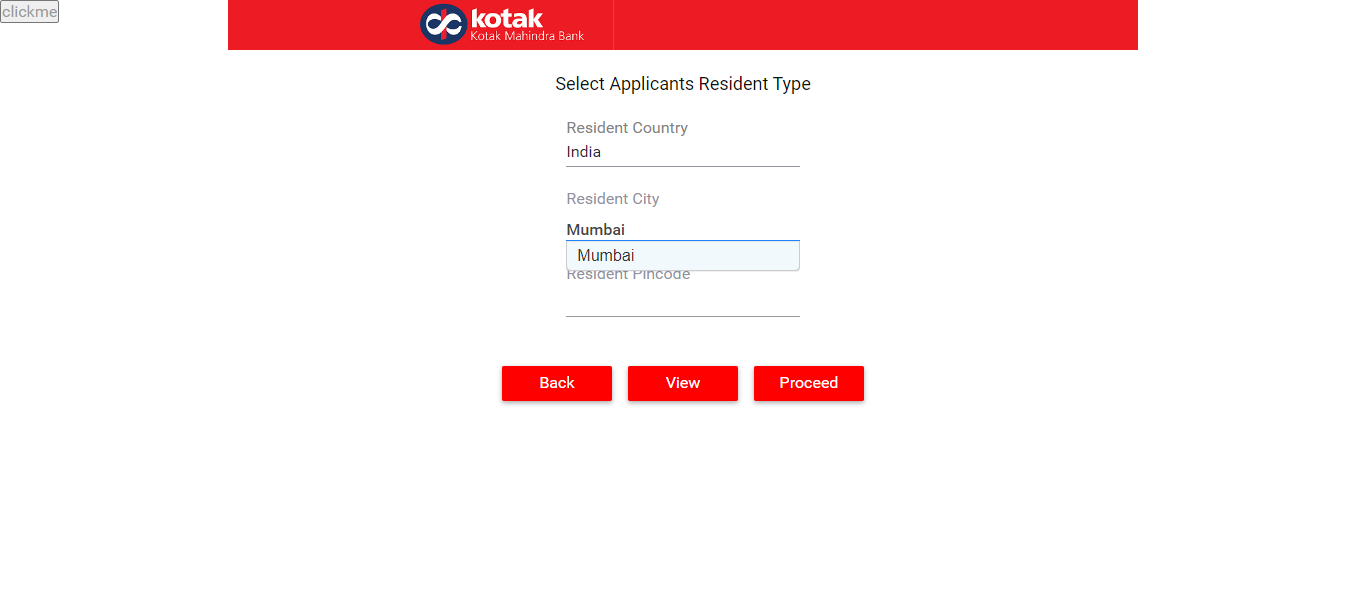 clickme
kotak
Kotak Mahindra Bank
Select Applicants Resident Type
Resident Country
India
Resident City
Mumbai
Mumbai
Resident Pincode
Back View Proceed